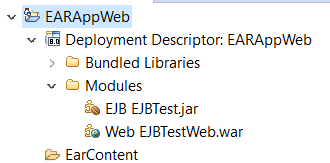 EARAppWeb
Deployment Descriptor: EARAppWeb
Bundled Libraries
Modules
EJB EJBTest.jar
Web EJBTestWeb.war
EarContent